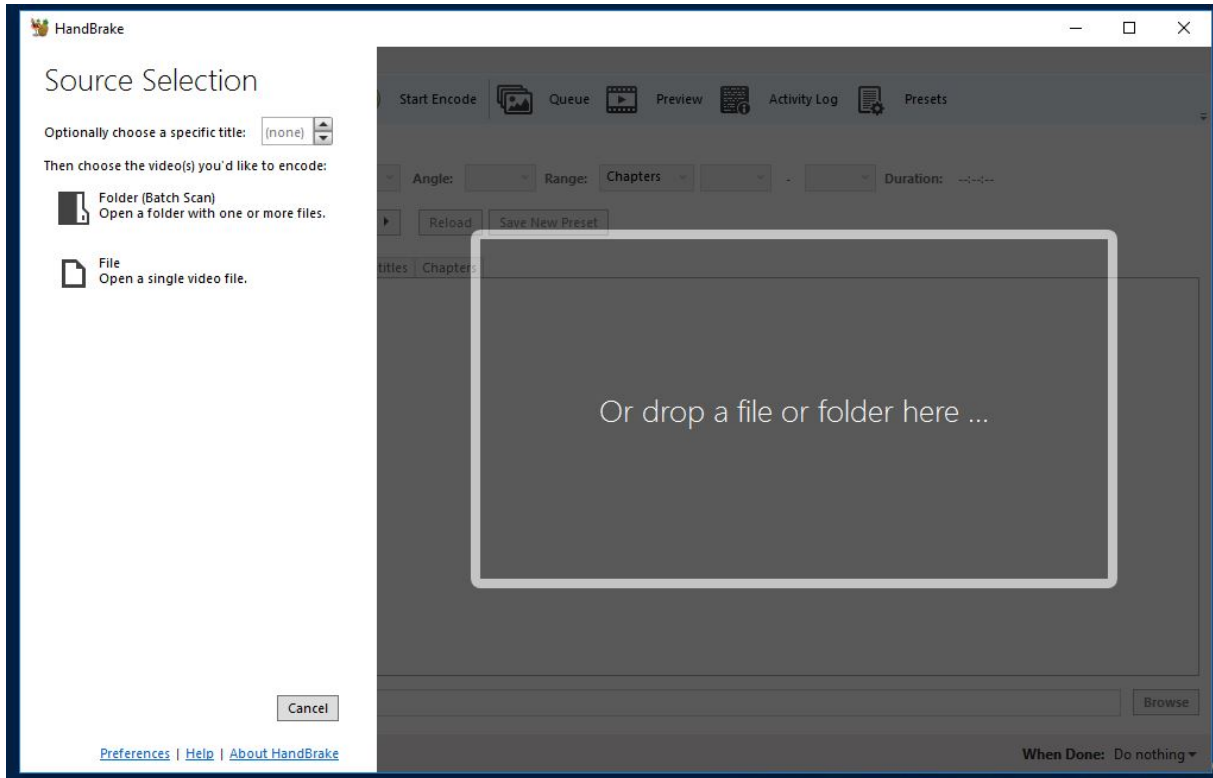 HandBrake
Source Selection
Start Encode Queue Preview Activity Log Presets
Optionally choose a specific title: (none)
Then choose the video(s) you'd like to encode:
Angle: Range: Chapters - Duration: --:--:--
Folder (Batch Scan)
Open a folder with one or more files.
Reload Save New Preset
File
Open a single video file.
titles Chapters
Or drop a file or folder here ...
Cancel
Browse
Preferences | Help | About HandBrake
When Done: Do nothing